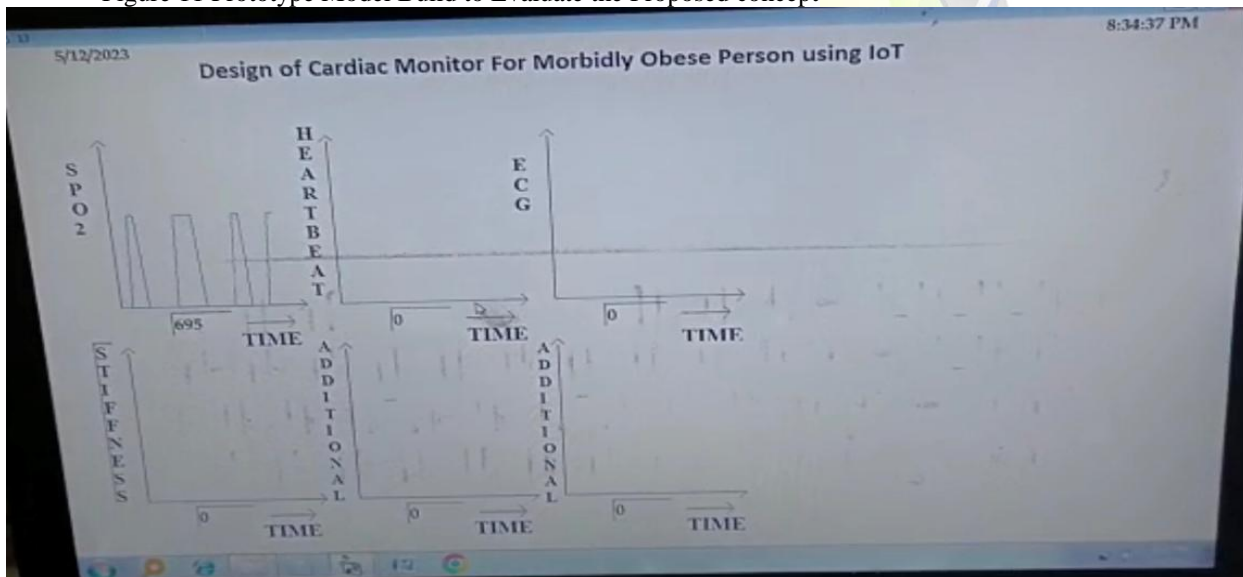 Figure 11 Prototype Model Build to Evaluate the Proposed concept
5/12/2023
8:34:37 PM
Design of Cardiac Monitor For Morbidly Obese Person using IoT
SPO2
HEARTBEAT
ECG
695
TIME
0
TIME
0
TIME
STIFFNESS
ADDITIONAL
ADDITIONAL
0
TIME
0
TIME
0
TIME